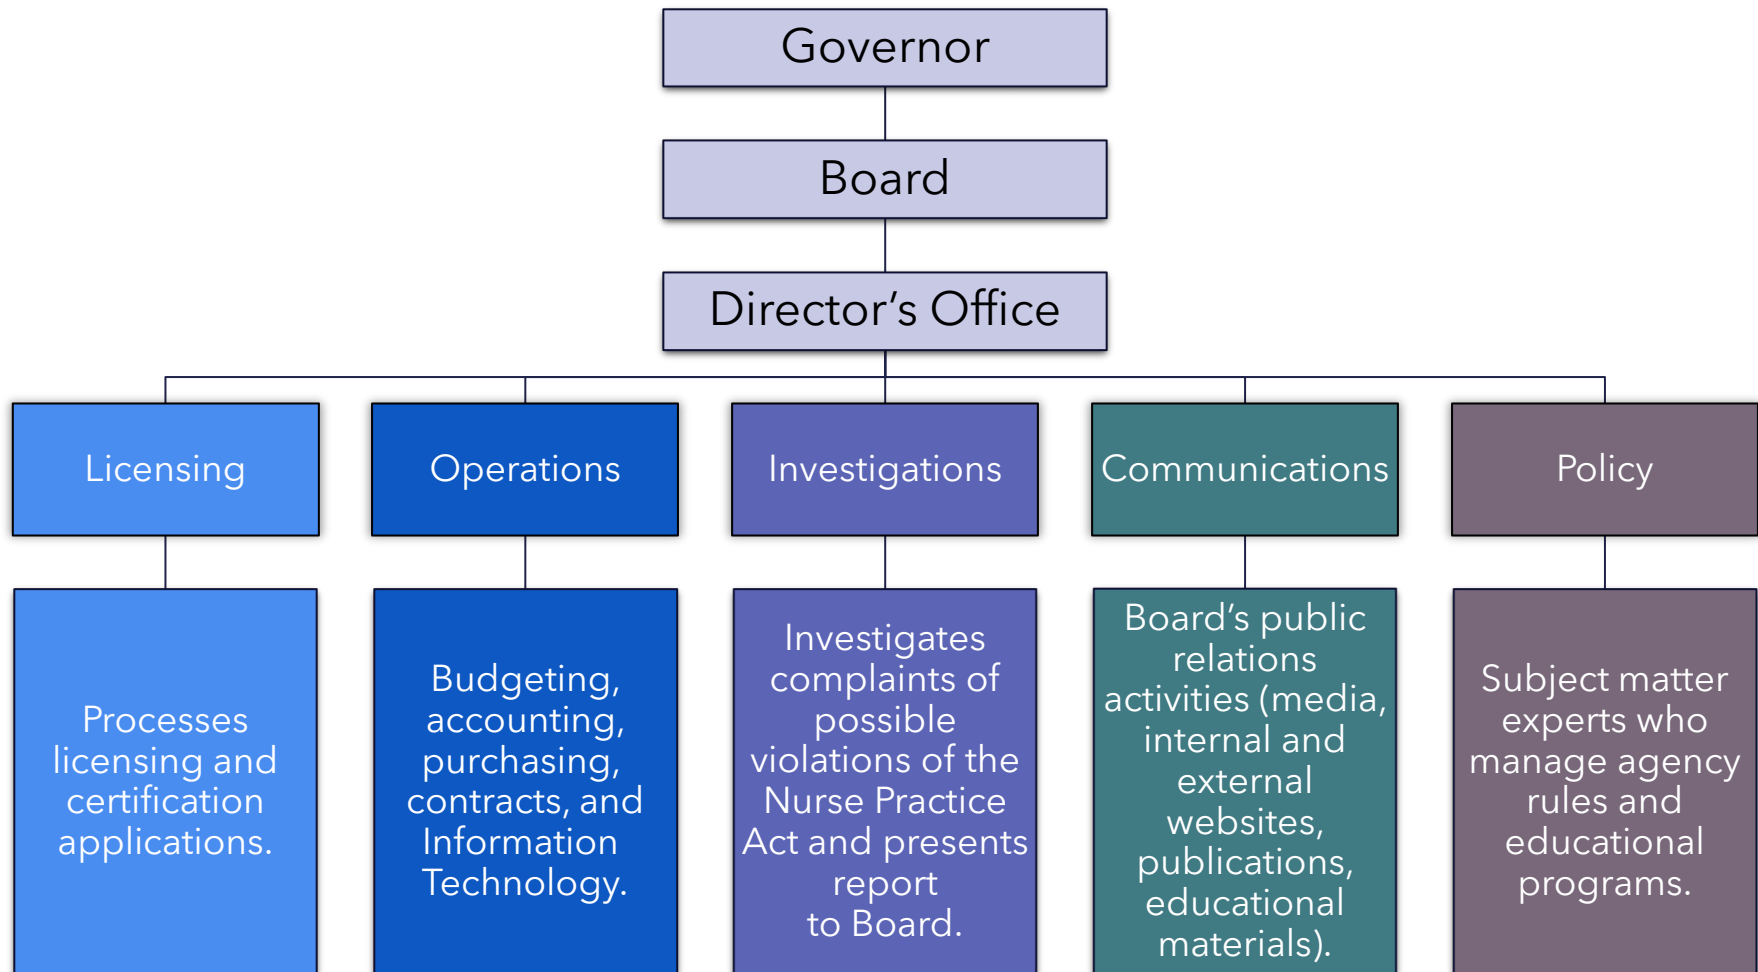 Governor
Board
Director’s Office
Licensing
Operations
Investigations
Communications
Policy
Processes
licensing and
certification
applications.
Budgeting,
accounting,
purchasing,
contracts, and
Information
Technology.
Investigates
complaints of
possible
violations of the
Nurse Practice
Act and presents
report
to Board.
Board’s public
relations
activities (media,
internal and
external
websites,
publications,
educational
materials).
Subject matter
experts who
manage agency
rules and
educational
programs.